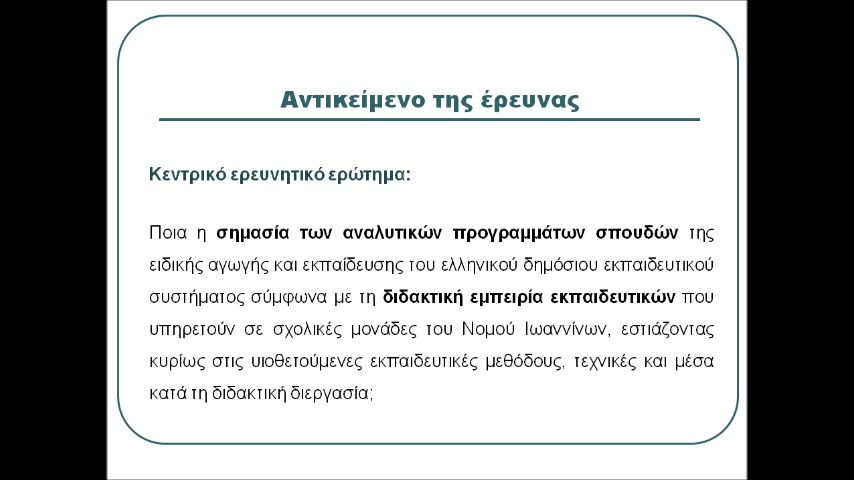 Αντικείμενο της έρευνας
Κεντρικό ερευνητικό ερώτημα:
Ποια η σημασία των αναλυτικών προγραμμάτων σπουδών της
ειδικής αγωγής και εκπαίδευσης του ελληνικού δημόσιου εκπαιδευτικού
συστήματος σύμφωνα με τη διδακτική εμπειρία εκπαιδευτικών που
υπηρετούν σε σχολικές μονάδες του Νομού Ιωαννίνων, εστιάζοντας
κυρίως στις υιοθετούμενες εκπαιδευτικές μεθόδους, τεχνικές και μέσα
κατά τη διδακτική διεργασία;